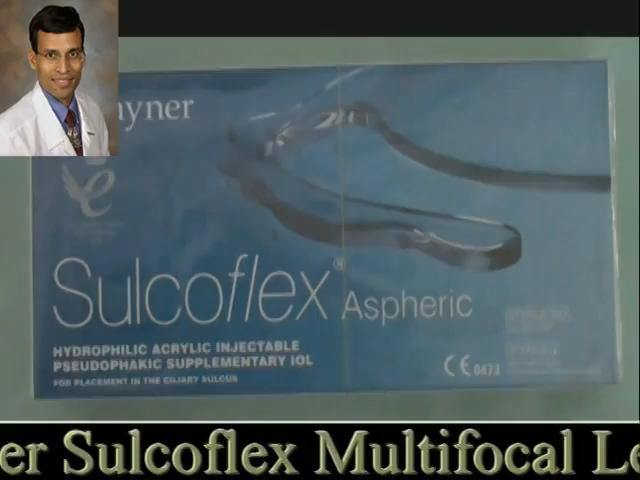 hyner
Sulcoflex® Aspheric
HYDROPHILIC ACRYLIC INJECTABLE
PSEUDOPHAKIC SUPPLEMENTARY IOL
FOR PLACEMENT IN THE CILIARY SULCUS
CE 0473
er Sulcoflex Multifocal Le